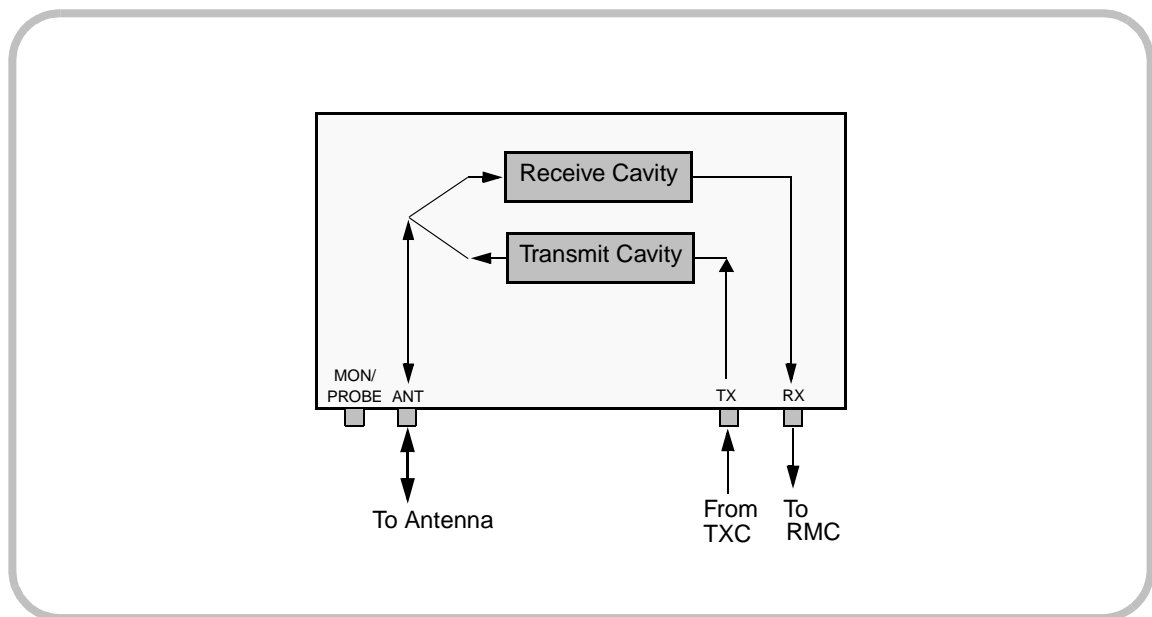 Receive Cavity
Transmit Cavity
MON/
PROBE
ANT
TX
RX
To Antenna
From
TXC
To
RMC